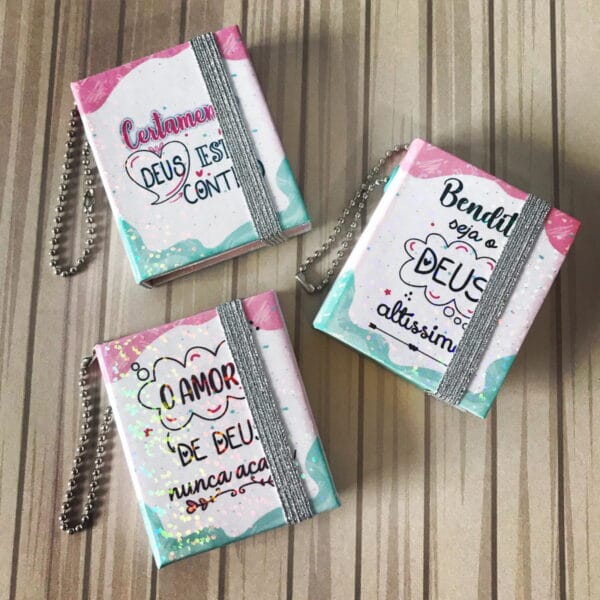 Certamen
DEUS EST
CONTI
Bendit
seja o
DEUS
altíssim
O AMOR
DE DEUS
nunca aca